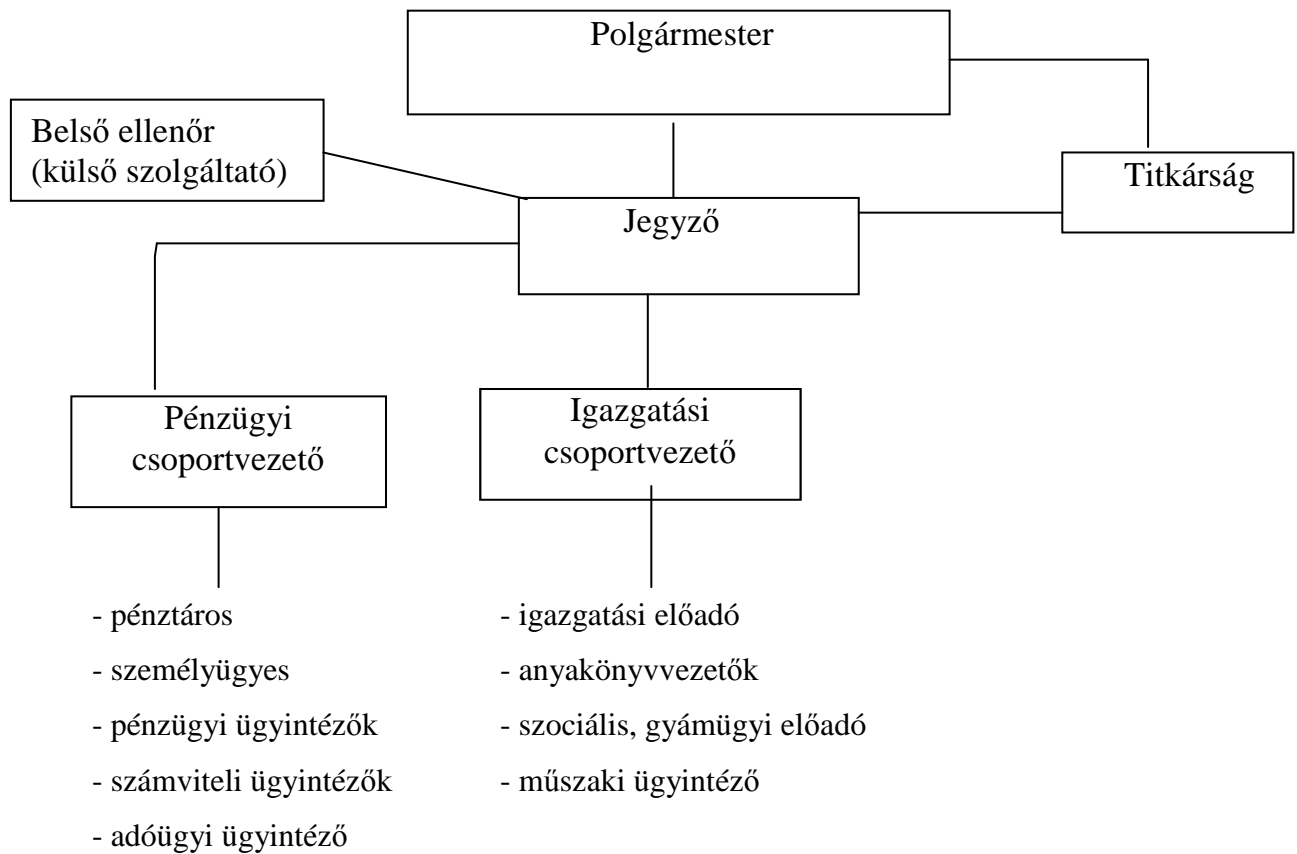 Polgármester
Belső ellenőr
(külső szolgáltató)
Titkárság
Jegyző
Pénzügyi
csoportvezető
Igazgatási
csoportvezető
- pénztáros
- személyügyes
- pénzügyi ügyintézők
- számviteli ügyintézők
- adóügyi ügyintéző
- igazgatási előadó
- anyakönyvvezetők
- szociális, gyámügyi előadó
- műszaki ügyintéző